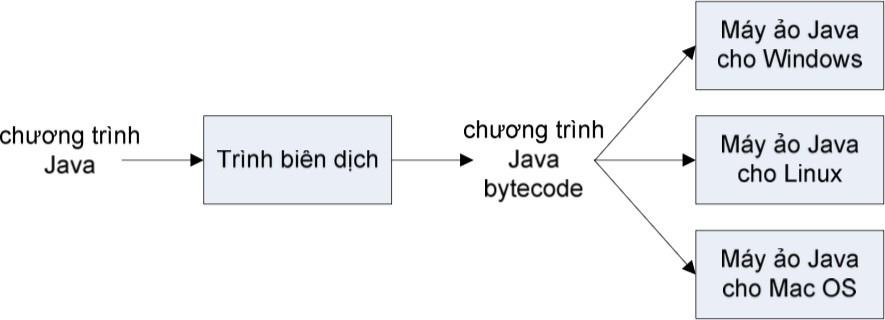 chương trình
Java
Trình biên dịch
chương trình
Java
bytecode
Máy ảo Java
cho Windows
Máy ảo Java
cho Linux
Máy ảo Java
cho Mac OS